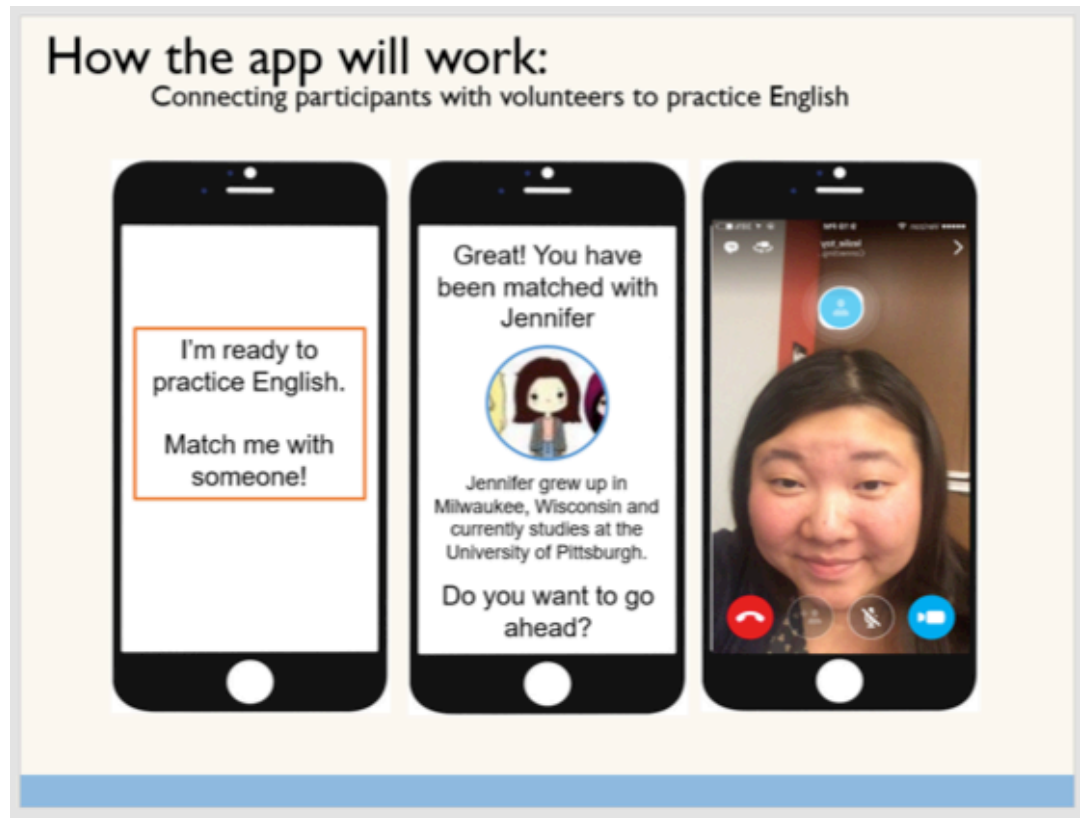 How the app will work:
Connecting participants with volunteers to practice English
I'm ready to
practice English.
Match me with
someone!
Great! You have
been matched with
Jennifer
Jennifer grew up in
Milwaukee, Wisconsin and
currently studies at the
University of Pittsburgh.
Do you want to go
ahead?
Connecting